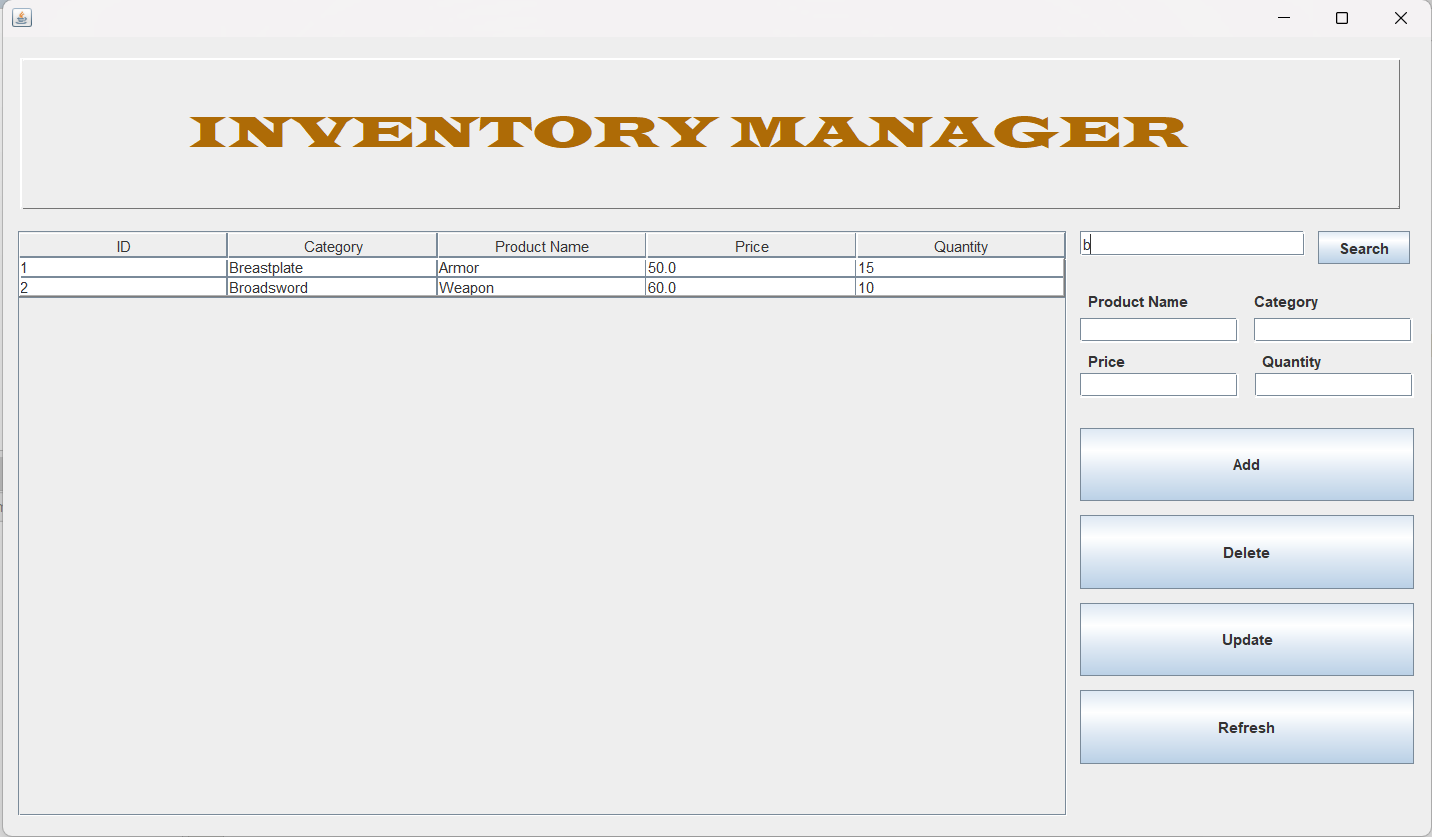 INVENTORY MANAGER
ID Category Product Name Price Quantity
1 Breastplate Armor 50.0 15
2 Broadsword Weapon 60.0 10
b
Search
Product Name Category
Price Quantity
Add
Delete
Update
Refresh